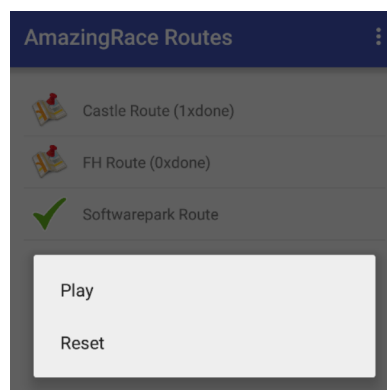 AmazingRace Routes
Castle Route (1xdone)
FH Route (0xdone)
Softwarepark Route
Play
Reset